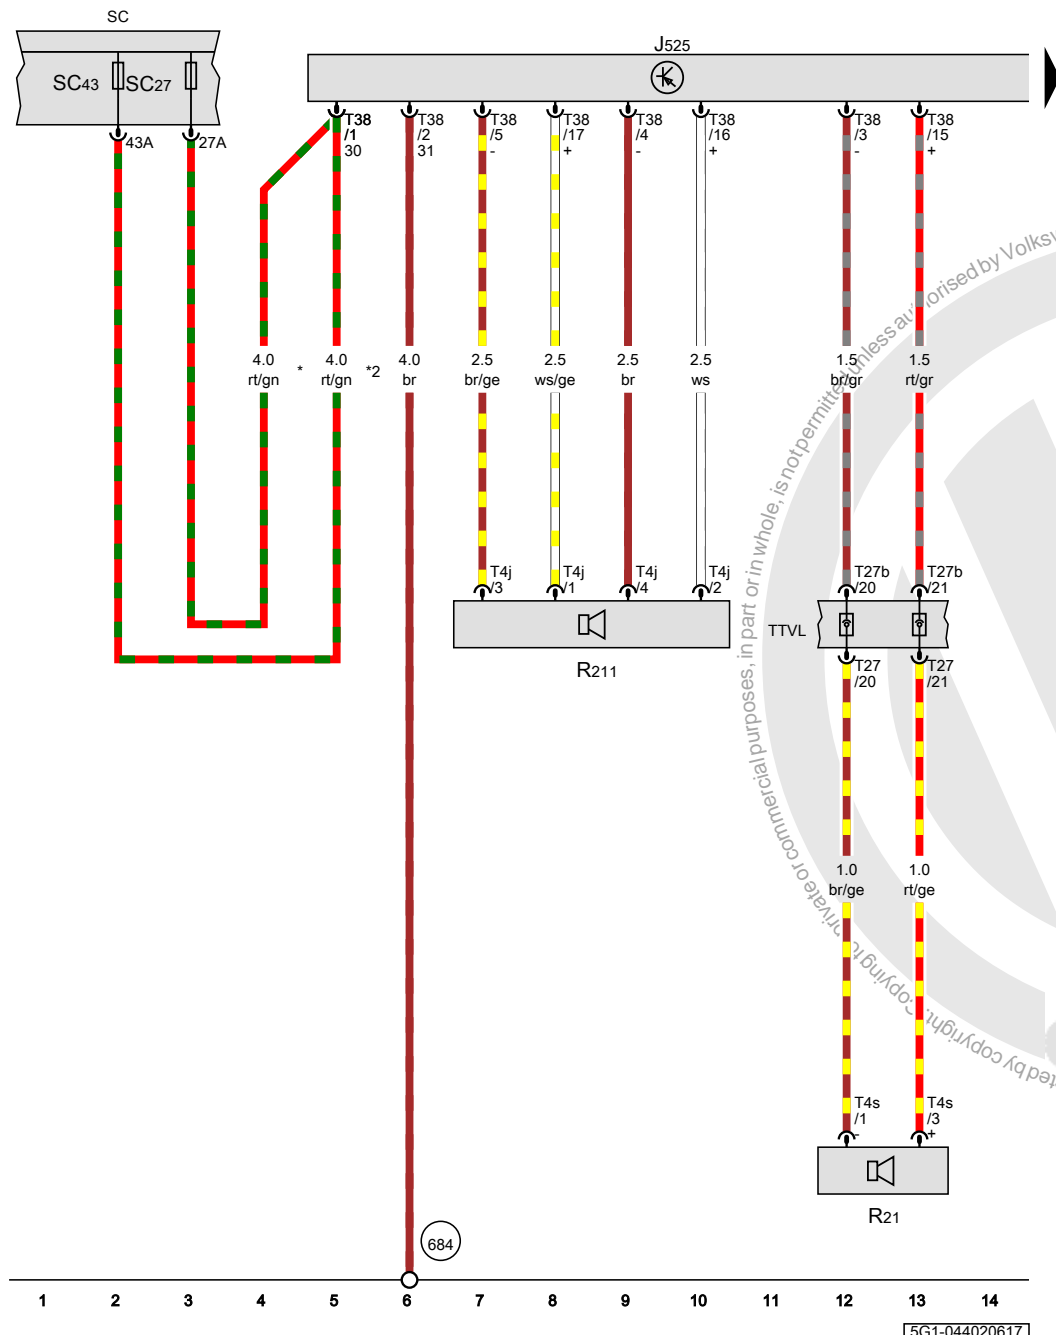 SC
SC43
SC27
J525
43A
27A
T38
/1
30
T38
/2
31
T38
/5
-
T38
/17
+
T38
/4
-
T38
/16
+
T38
/3
-
T38
/15
+
4.0
rt/gn
*
4.0
rt/gn
*2
4.0
br
2.5
br/ge
2.5
ws/ge
2.5
br
2.5
ws
1.5
br/gr
1.5
rt/gr
T4j
/3
T4j
/1
T4j
/4
T4j
/2
T27b
/20
T27b
/21
R211
TTVL
T27
/20
T27
/21
1.0
br/ge
1.0
rt/ge
T4s
/1
-
T4s
/3
+
R21
684
1 2 3 4 5 6 7 8 9 10 11 12 13 14
5G1-044020617
commercial purposes, in part or in whole, is not permitted unless
by Volksw
private or
Copying
copyright.
by copyright